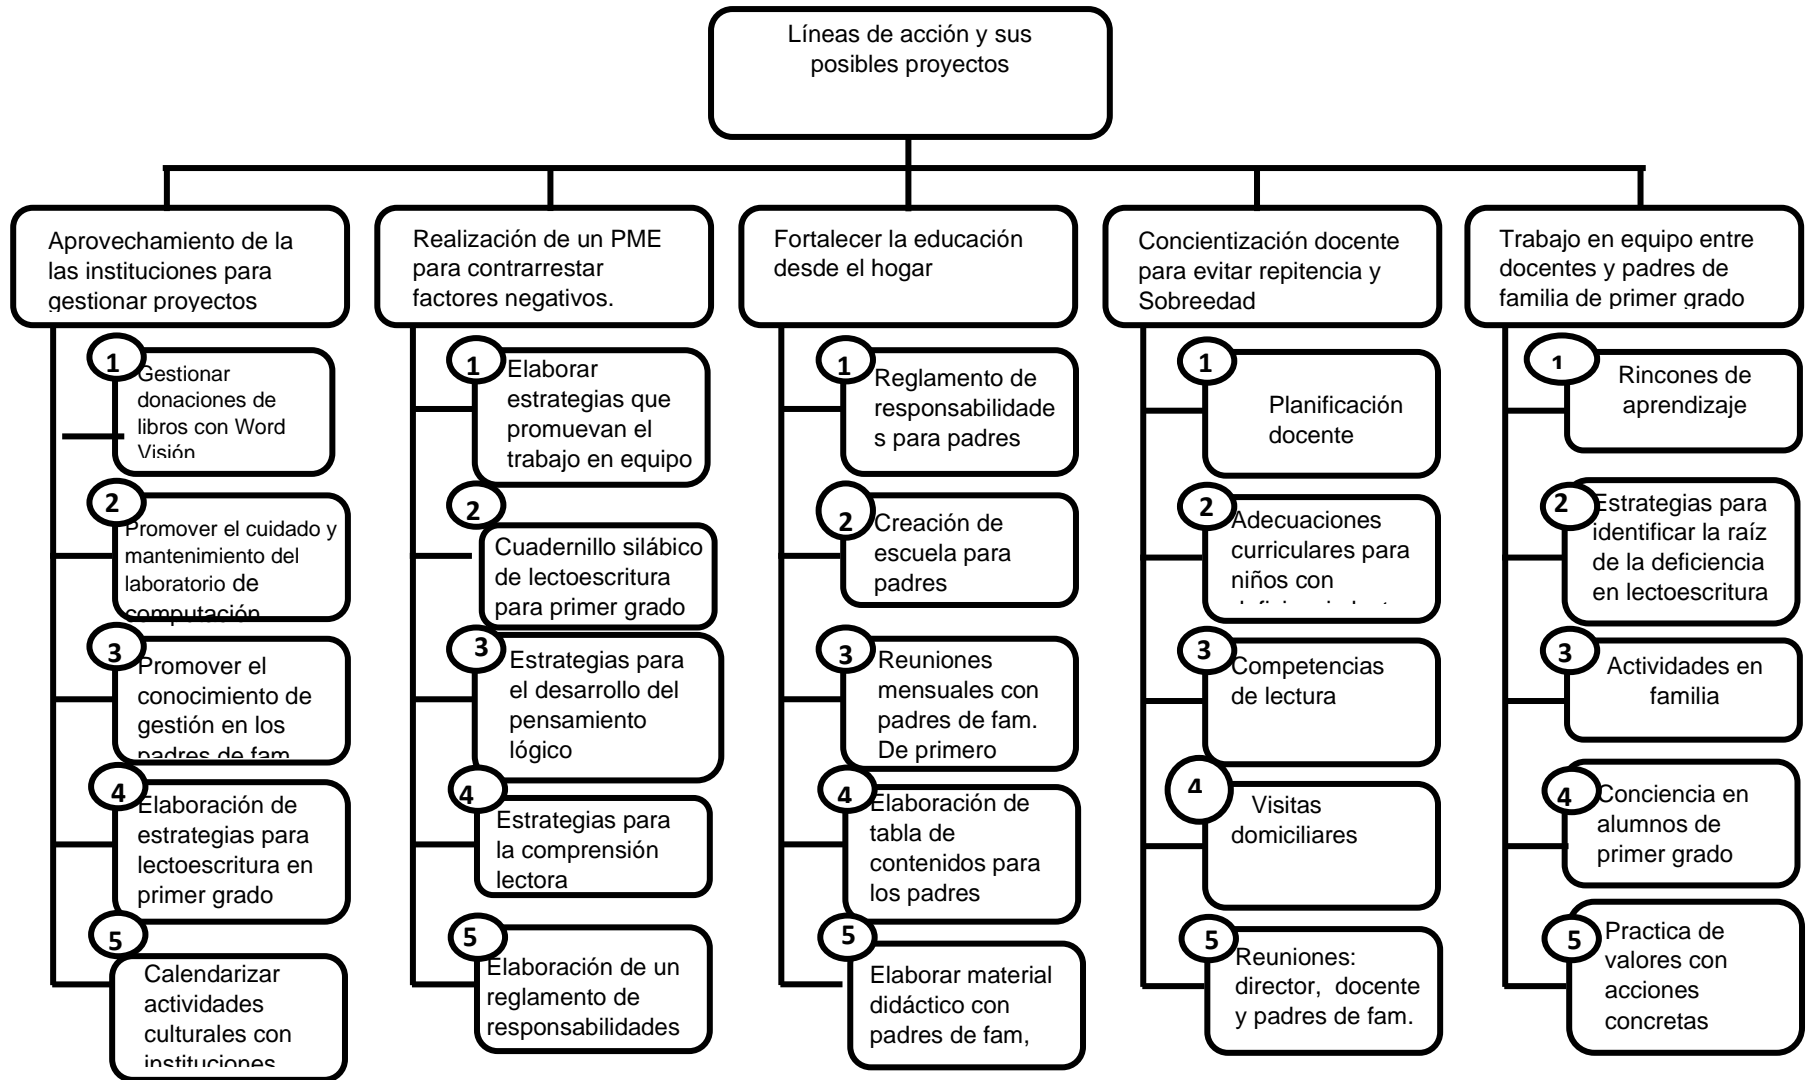 Líneas de acción y sus
posibles proyectos
Aprovechamiento de la
las instituciones para
gestionar proyectos
1
Gestionar
donaciones de
libros con Word
Visión
2
Promover el cuidado y
mantenimiento del
laboratorio de
computación
3
Promover el
conocimiento de
gestión en los
padres de fam
4
Elaboración de
estrategias para
lectoescritura en
primer grado
5
Calendarizar
actividades
culturales con
instituciones
Realización de un PME
para contrarrestar
factores negativos.
1
Elaborar
estrategias que
promuevan el
trabajo en equipo
2
Cuadernillo silábico
de lectoescritura
para primer grado
3
Estrategias para
el desarrollo del
pensamiento
lógico
4
Estrategias para
la comprensión
lectora
5
Elaboración de un
reglamento de
responsabilidades
Fortalecer la educación
desde el hogar
1
Reglamento de
responsabilidade
s para padres
2
Creación de
escuela para
padres
3
Reuniones
mensuales con
padres de fam.
De primero
4
Elaboración de
tabla de
contenidos para
los padres
5
Elaborar material
didáctico con
padres de fam,
Concientización docente
para evitar repitencia y
Sobreedad
1
Planificación
docente
2
Adecuaciones
curriculares para
niños con
3
Competencias
de lectura
4
Visitas
domiciliares
5
Reuniones:
director, docente
y padres de fam.
Trabajo en equipo entre
docentes y padres de
familia de primer grado
1
Rincones de
aprendizaje
2
Estrategias para
identificar la raíz
de la deficiencia
en lectoescritura
3
Actividades en
familia
4
Conciencia en
alumnos de
primer grado
5
Practica de
valores con
acciones
concretas